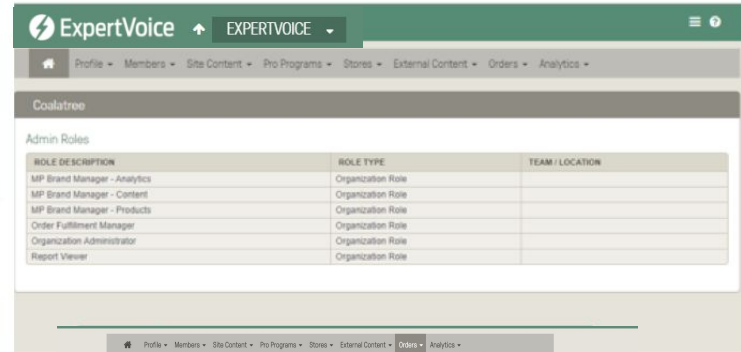 ExpertVoice EXPERTVOICE
Profile Members Site Content Pro Programs Stores External Content Orders Analytics
Coalatree
Admin Roles
ROLE DESCRIPTION ROLE TYPE TEAM / LOCATION
MP Brand Manager - Analytics Organization Role
MP Brand Manager - Content Organization Role
MP Brand Manager - Products Organization Role
Order Fulfillment Manager Organization Role
Organization Administrator Organization Role
Report Viewer Organization Role
Profile Members Site Content Pro Programs Stores External Content Orders Analytics